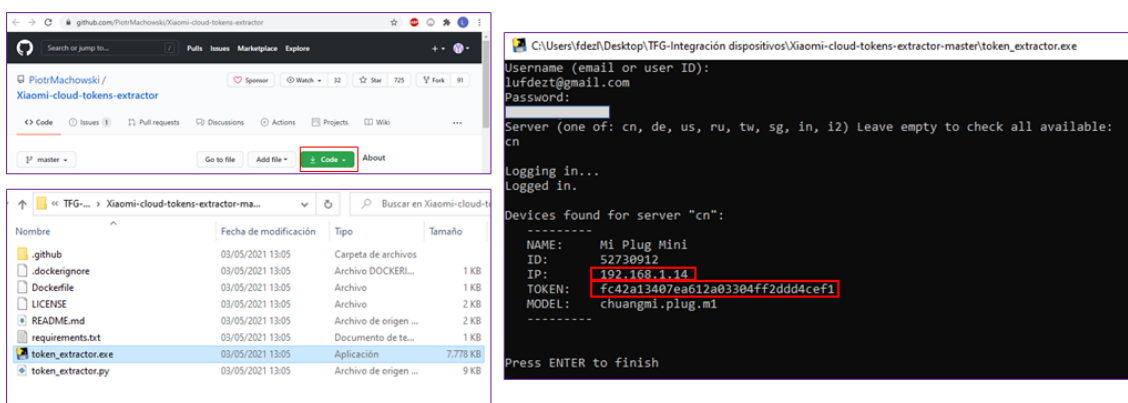 github.com/PiotrMachowski/Xiaomi-cloud-tokens-extractor
Search or jump to...
/
Pulls Issues Marketplace Explore
PiotrMachowski /
Xiaomi-cloud-tokens-extractor
Sponsor Watch 32 Star 725 Fork 91
Code Issues 1 Pull requests Discussions Actions Projects Wiki ...
master Go to file Add file Code About
« TFG-... > Xiaomi-cloud-tokens-extractor-ma... Buscar en Xiaomi-cloud-t
Nombre Fecha de modificación Tipo Tamaño
.github 03/05/2021 13:05 Carpeta de archivos
.dockerignore 03/05/2021 13:05 Archivo DOCKERI... 1 KB
Dockerfile 03/05/2021 13:05 Archivo 1 KB
LICENSE 03/05/2021 13:05 Archivo 2 KB
README.md 03/05/2021 13:05 Archivo de origen ... 2 KB
requirements.txt 03/05/2021 13:05 Documento de te... 1 KB
token_extractor.exe 03/05/2021 13:05 Aplicación 7.778 KB
token_extractor.py 03/05/2021 13:05 Archivo de origen ... 9 KB
C:\Users\fdezl\Desktop\TFG-Integración dispositivos\Xiaomi-cloud-tokens-extractor-master\token_extractor.exe
Username (email or user ID):
lufdezt@gmail.com
Password:
Server (one of: cn, de, us, ru, tw, sg, in, i2) Leave empty to check all available:
cn
Logging in...
Logged in.
Devices found for server "cn":
---------
NAME: Mi Plug Mini
ID: 52730912
IP: 192.168.1.14
TOKEN: fc42a13407ea612a03304ff2ddd4cef1
MODEL: chuangmi.plug.m1
---------
Press ENTER to finish